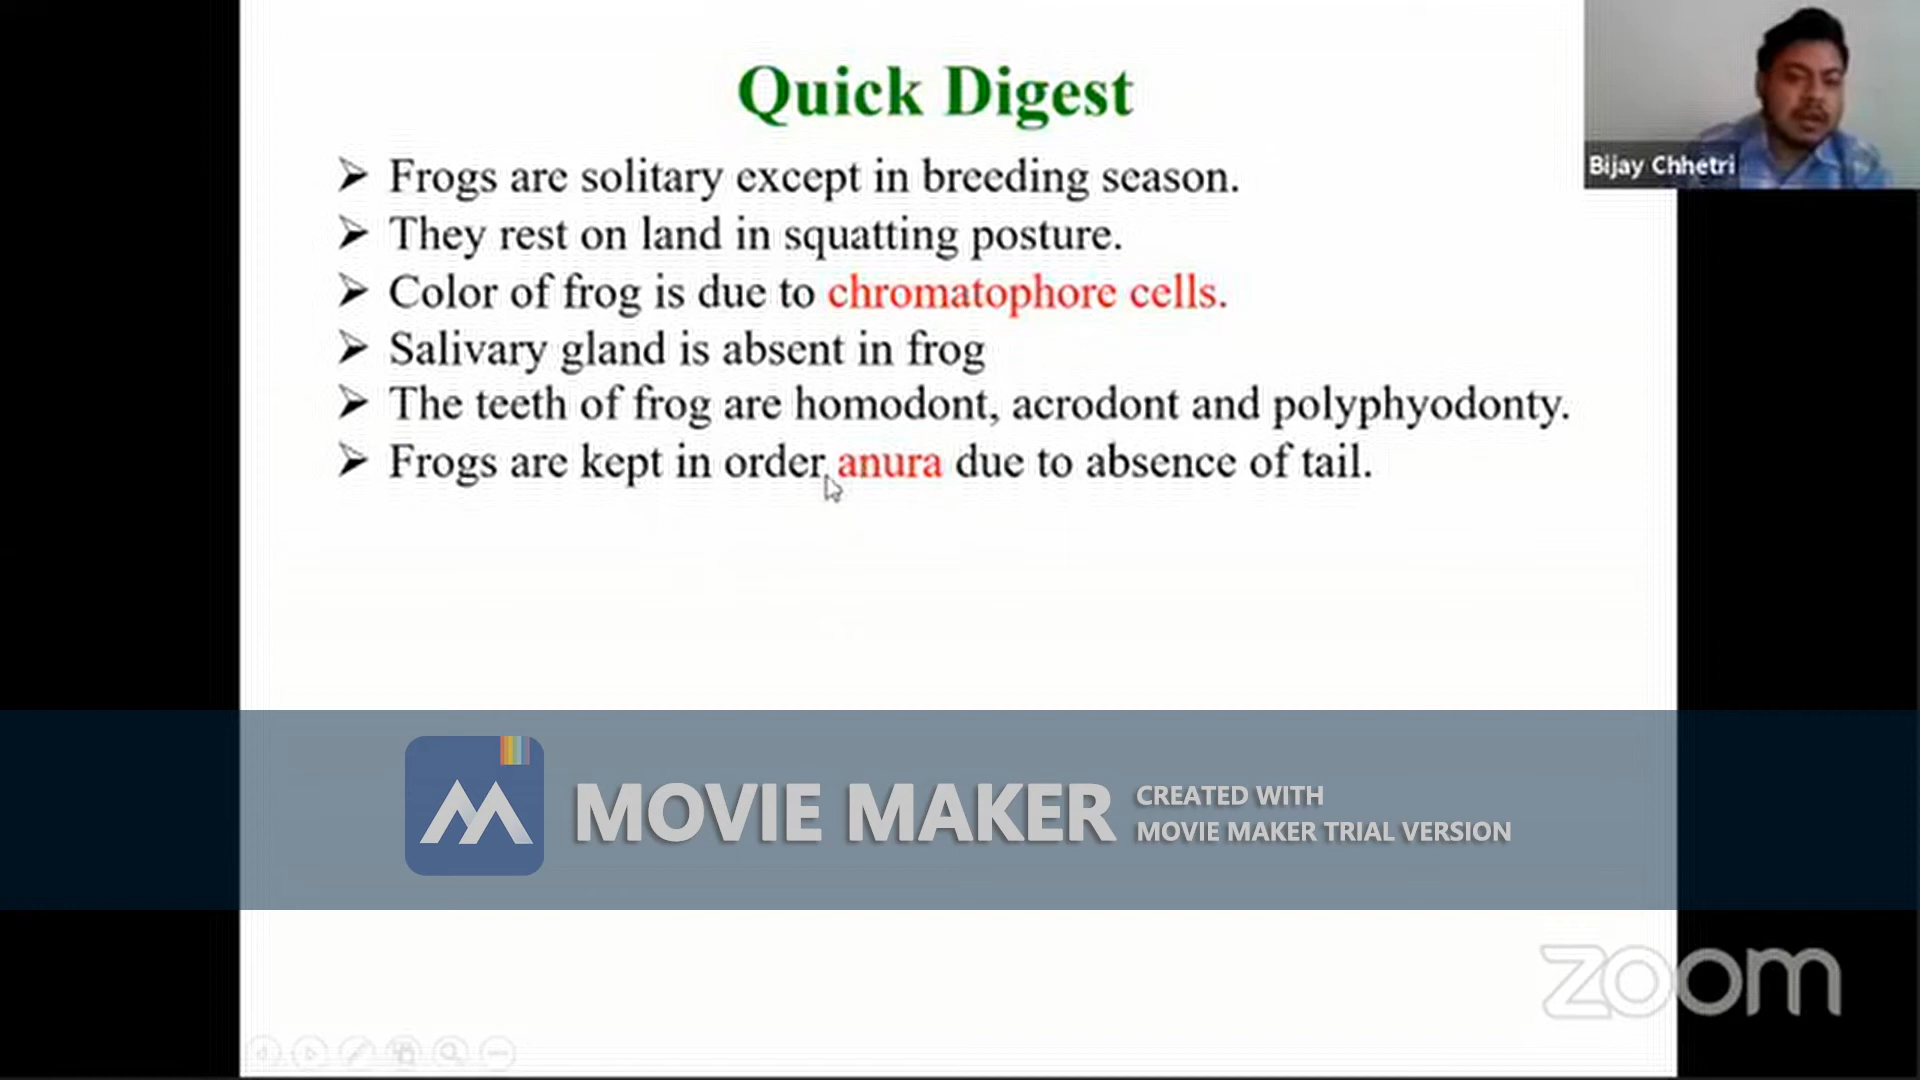 Quick Digest
Bijay Chhetri
➢ Frogs are solitary except in breeding season.
➢ They rest on land in squatting posture.
➢ Color of frog is due to chromatophore cells.
➢ Salivary gland is absent in frog
➢ The teeth of frog are homodont, acrodont and polyphyodonty.
➢ Frogs are kept in order anura due to absence of tail.
MOVIE MAKER
CREATED WITH
MOVIE MAKER TRIAL VERSION
zoom